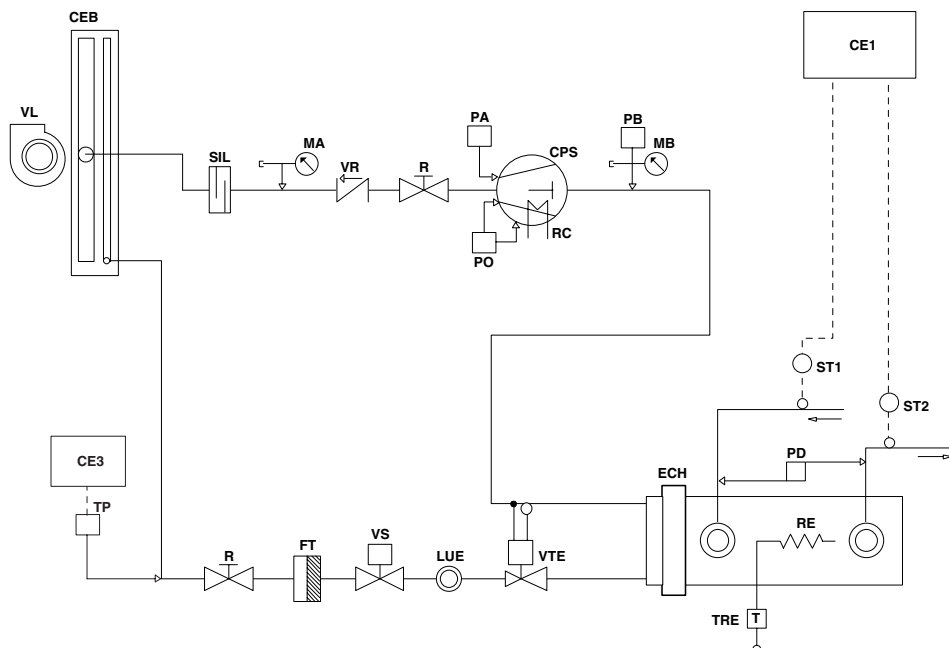 CEB
CE1
VL
PA
PB
MA
CPS
MB
SIL
VR
R
RC
PO
ST1
ST2
CE3
PD
ECH
TP
RE
R
FT
VS
LUE
VTE
TRE
T